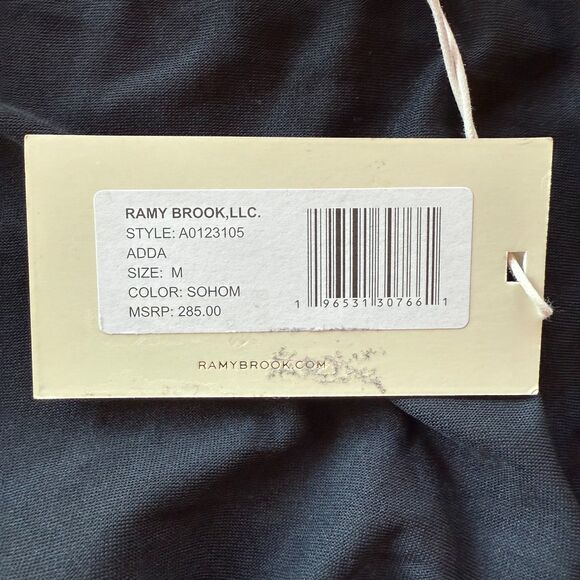 RAMY BROOK,LLC.
STYLE: A0123105
ADDA
SIZE: M
COLOR: SOHOM
MSRP: 285.00
1 96531 30766 1
RAMYBROOK.COM